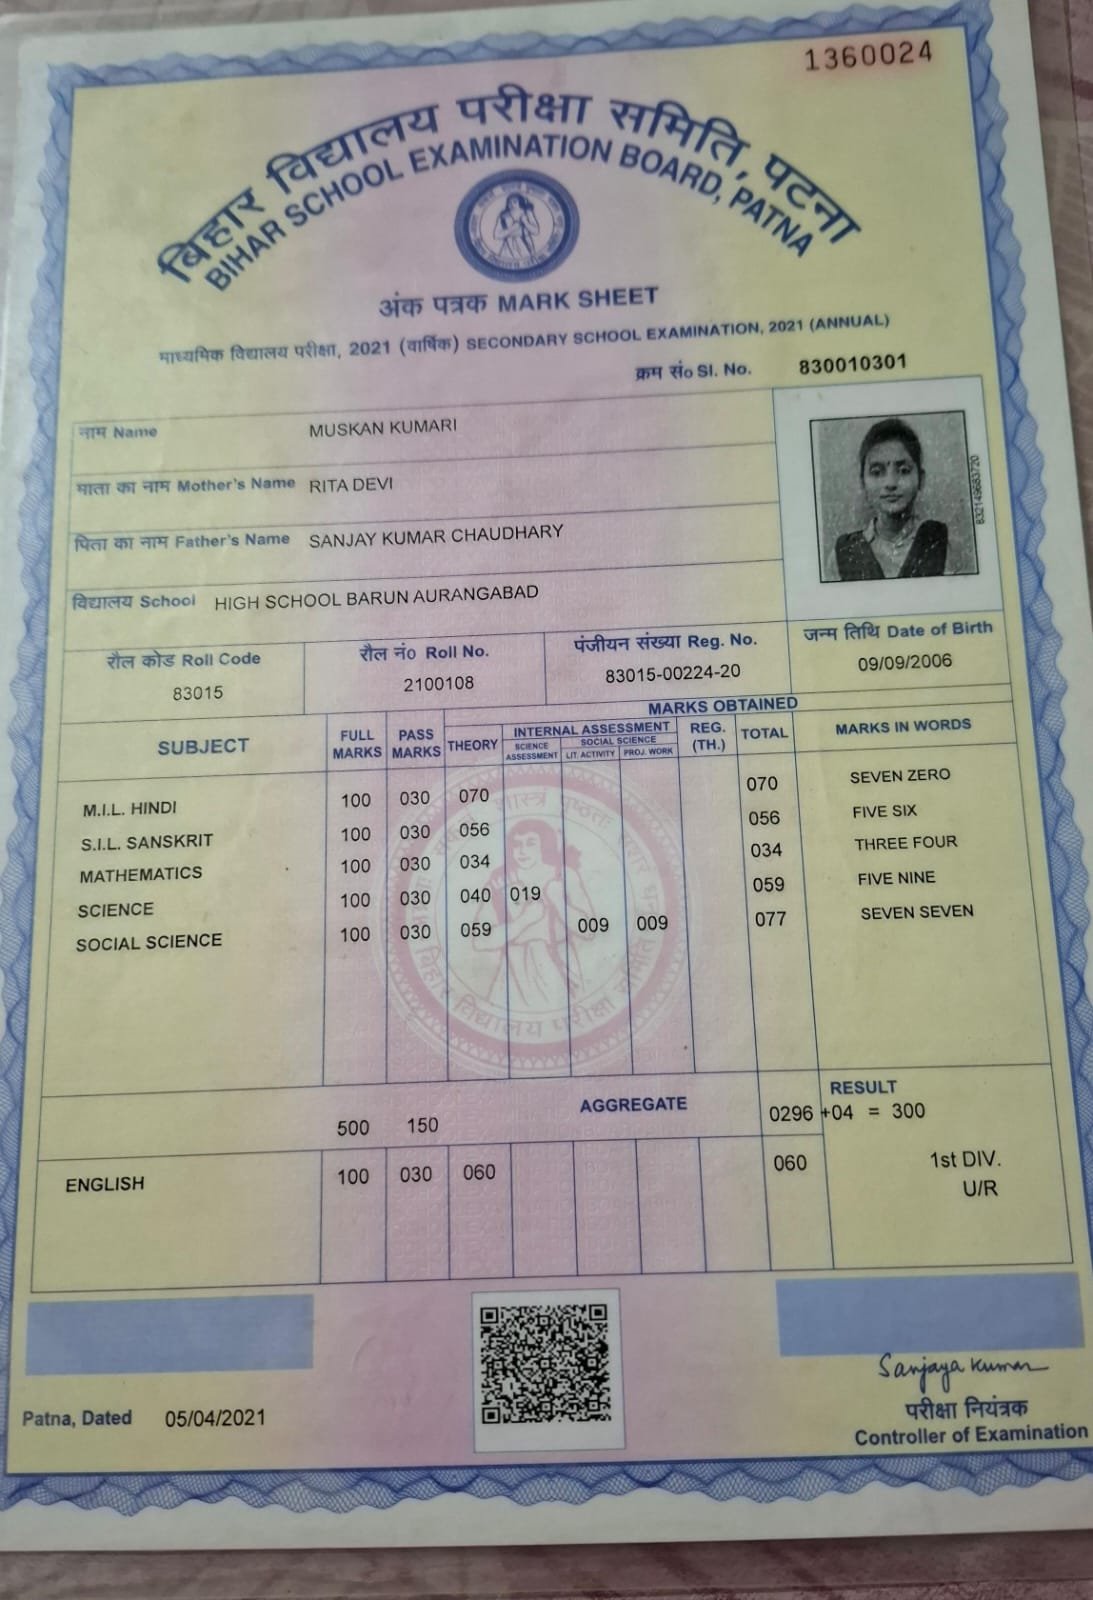 1360024
बिहार विद्यालय परीक्षा समिति, पटना
BIHAR SCHOOL EXAMINATION BOARD, PATNA
अंक पत्रक MARK SHEET
माध्यमिक विद्यालय परीक्षा, 2021 (वार्षिक) SECONDARY SCHOOL EXAMINATION, 2021 (ANNUAL)
क्रम सं० Sl. No. 830010301
नाम Name MUSKAN KUMARI
माता का नाम Mother's Name RITA DEVI
पिता का नाम Father's Name SANJAY KUMAR CHAUDHARY
विद्यालय School HIGH SCHOOL BARUN AURANGABAD
832149683720
रौल कोड Roll Code रौल नं० Roll No. पंजीयन संख्या Reg. No. जन्म तिथि Date of Birth
83015 2100108 83015-00224-20 09/09/2006
MARKS OBTAINED
SUBJECT FULL MARKS PASS MARKS THEORY INTERNAL ASSESSMENT REG. (TH.) TOTAL MARKS IN WORDS
SCIENCE ASSESSMENT SOCIAL SCIENCE LIT. ACTIVITY PROJ. WORK
M.I.L. HINDI 100 030 070 070 SEVEN ZERO
S.I.L. SANSKRIT 100 030 056 056 FIVE SIX
MATHEMATICS 100 030 034 034 THREE FOUR
SCIENCE 100 030 040 019 059 FIVE NINE
SOCIAL SCIENCE 100 030 059 009 009 077 SEVEN SEVEN
बिहार विद्यालय परीक्षा समिति
RESULT
500 150 AGGREGATE 0296 +04 = 300
ENGLISH 100 030 060 060 1st DIV.
U/R
Sanjaya Kumar
Patna, Dated 05/04/2021
परीक्षा नियंत्रक
Controller of Examination